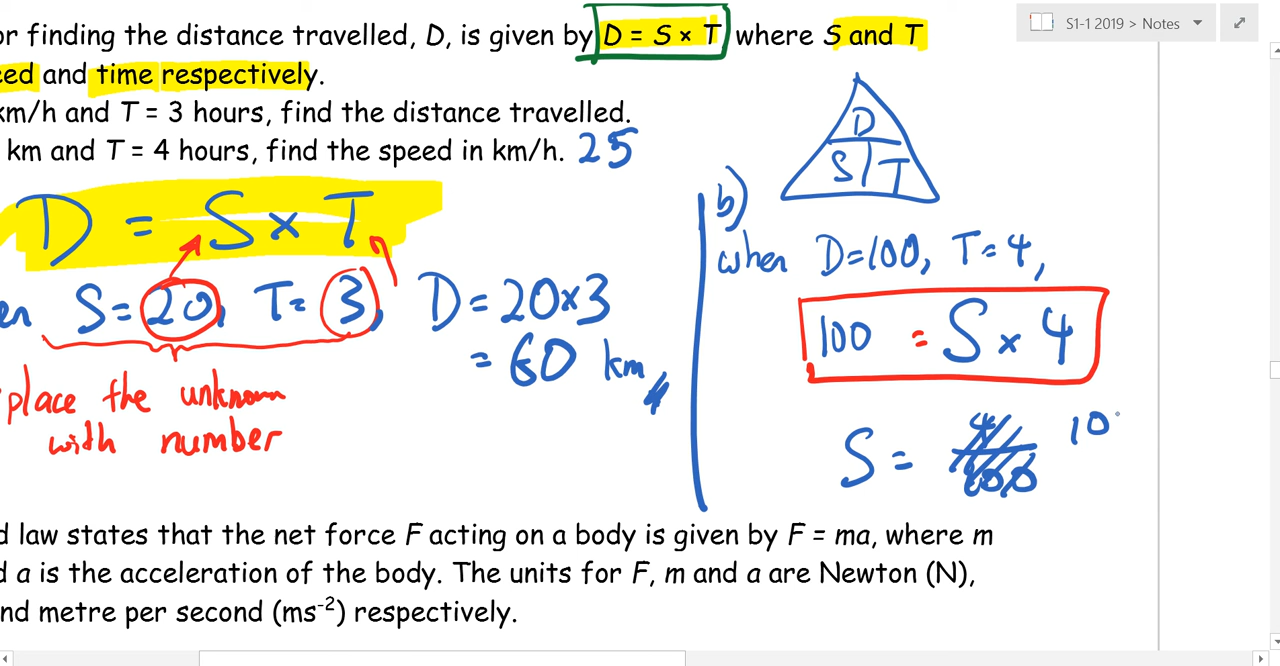 S1-1 2019 > Notes
or finding the distance travelled, D, is given by D = S × T where S and T
eed and time respectively.
km/h and T = 3 hours, find the distance travelled.
km and T = 4 hours, find the speed in km/h. 25
D = S × T
en S = 20, T = 3, D = 20 × 3
= 60 km
place the unknown
with number
D
S T
b)
when D = 100, T = 4,
100 = S × 4
S = 10
d law states that the net force F acting on a body is given by F = ma, where m
d a is the acceleration of the body. The units for F, m and a are Newton (N),
nd metre per second (ms⁻²) respectively.